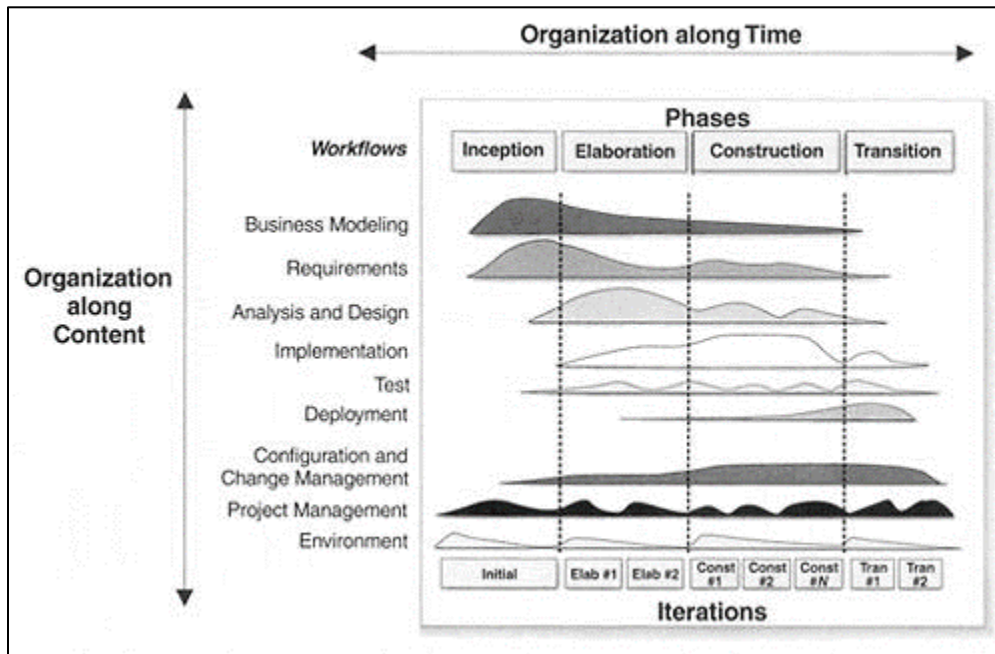 Organization along Time
Phases
Workflows
Inception
Elaboration
Construction
Transition
Business Modeling
Requirements
Analysis and Design
Implementation
Test
Deployment
Configuration and
Change Management
Project Management
Environment
Organization
along
Content
Initial
Elab #1
Elab #2
Const
#1
Const
#2
Const
#N
Tran
#1
Tran
#2
Iterations